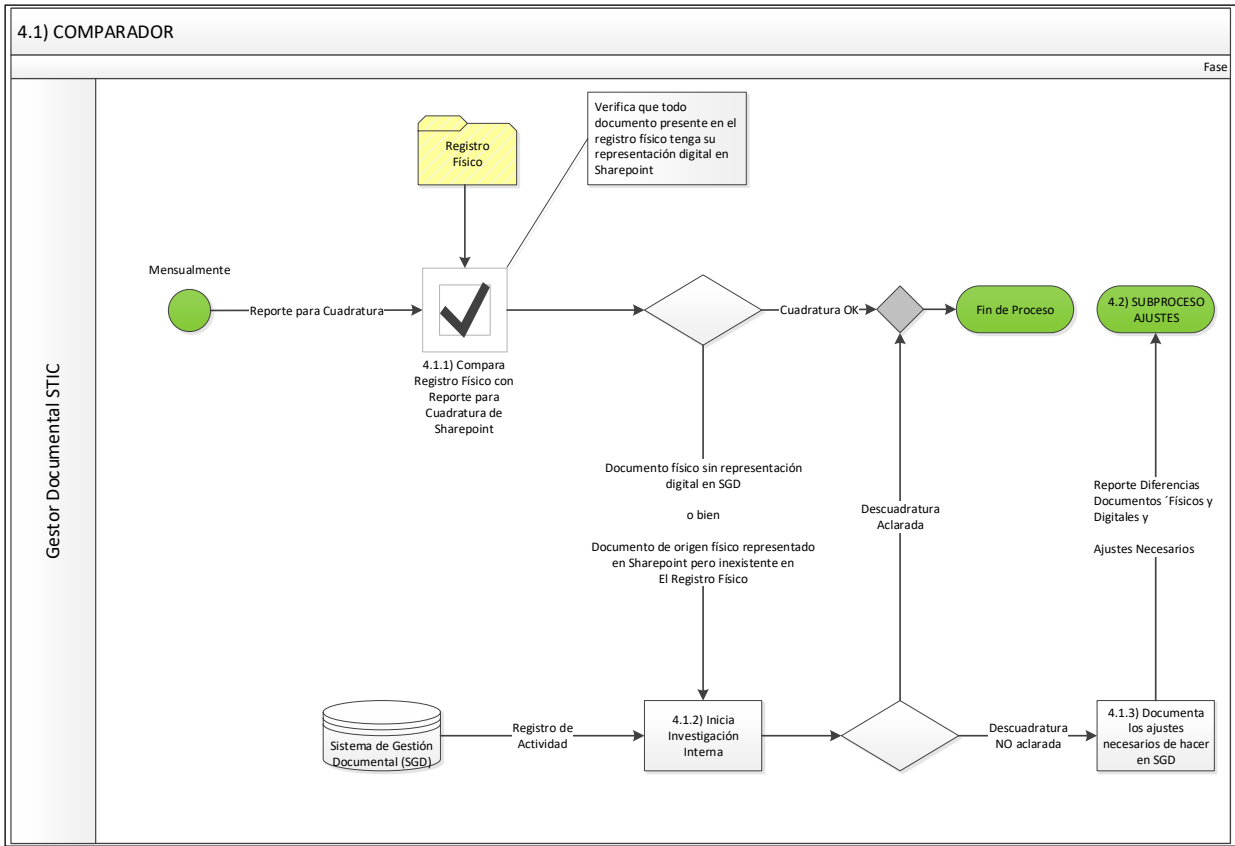 4.1) COMPARADOR
Fase
Gestor Documental STIC
Verifica que todo
documento presente en el
registro físico tenga su
representación digital en
Sharepoint
Registro
Físico
Mensualmente
Reporte para Cuadratura
4.1.1) Compara
Registro Físico con
Reporte para
Cuadratura de
Sharepoint
Cuadratura OK
Fin de Proceso
4.2) SUBPROCESO
AJUSTES
Documento físico sin representación
digital en SGD
o bien
Documento de origen físico representado
en Sharepoint pero inexistente en
El Registro Físico
Descuadratura
Aclarada
Reporte Diferencias
Documentos ´Físicos y
Digitales y
Ajustes Necesarios
Sistema de Gestión
Documental (SGD)
Registro de
Actividad
4.1.2) Inicia
Investigación
Interna
Descuadratura
NO aclarada
4.1.3) Documenta
los ajustes
necesarios de hacer
en SGD